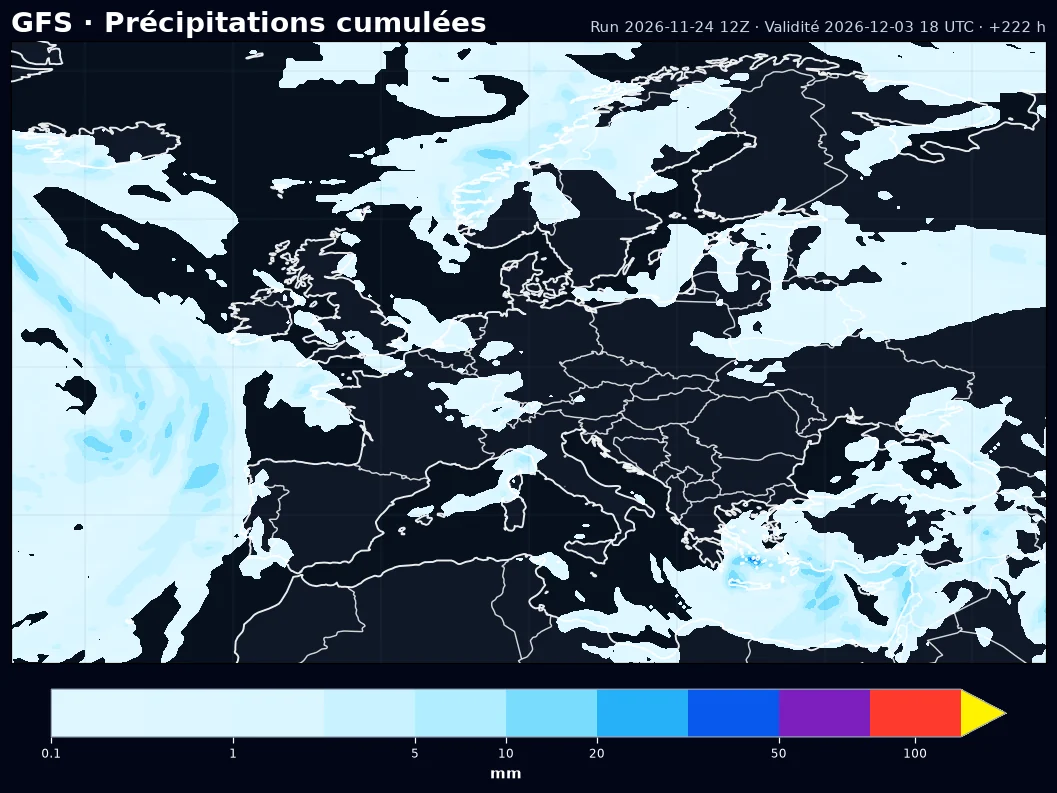 GFS · Précipitations cumulées
Run 2026-11-24 12Z · Validité 2026-12-03 18 UTC · +222 h
0.1 1 5 10 20 50 100
mm